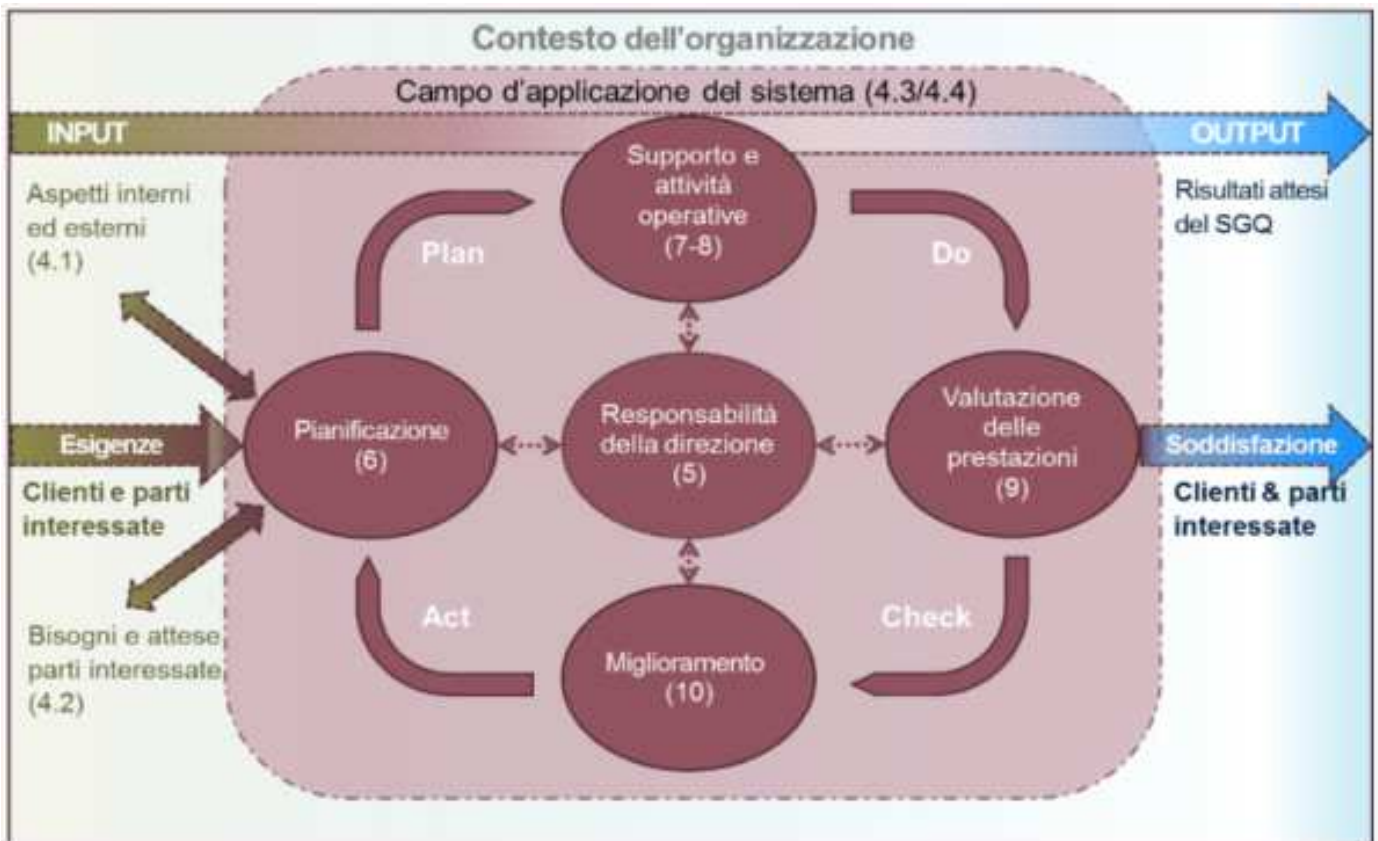 Contesto dell'organizzazione
Campo d'applicazione del sistema (4.3/4.4)
INPUT
OUTPUT
Aspetti interni
ed esterni
(4.1)
Supporto e
attività
operative
(7-8)
Risultati attesi
del SGQ
Plan
Do
Esigenze
Clienti e parti
interessate
Pianificazione
(6)
Responsabilità
della direzione
(5)
Valutazione
delle
prestazioni
(9)
Soddisfazione
Clienti & parti
interessate
Act
Check
Bisogni e attese
parti interessate
(4.2)
Miglioramento
(10)